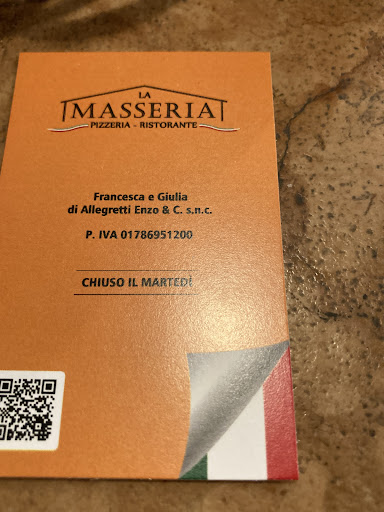 LA
MASSERIA
PIZZERIA - RISTORANTE
Francesca e Giulia
di Allegretti Enzo & C. s.n.c.
P. IVA 01786951200
CHIUSO IL MARTEDÌ